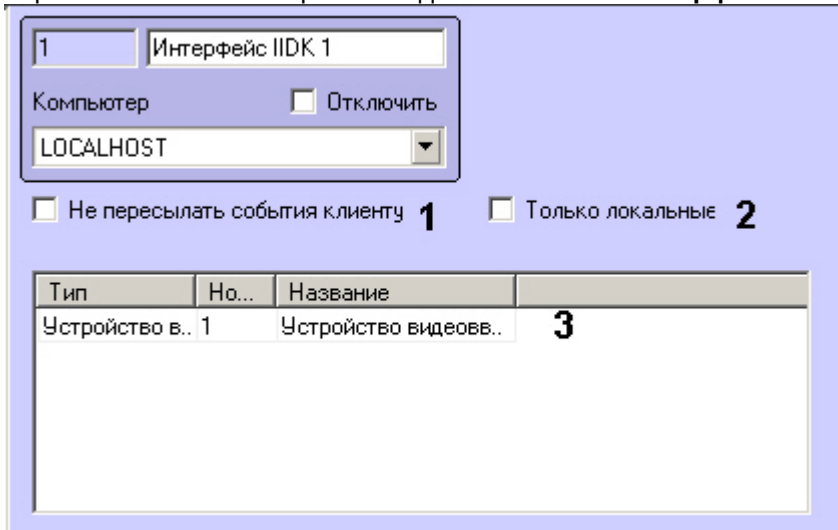 1 Интерфейс IIDK 1
Компьютер Отключить
LOCALHOST
Не пересылать события клиенту 1 Только локальные 2
Тип Но... Название
Устройство в.. 1 Устройство видеовв.. 3